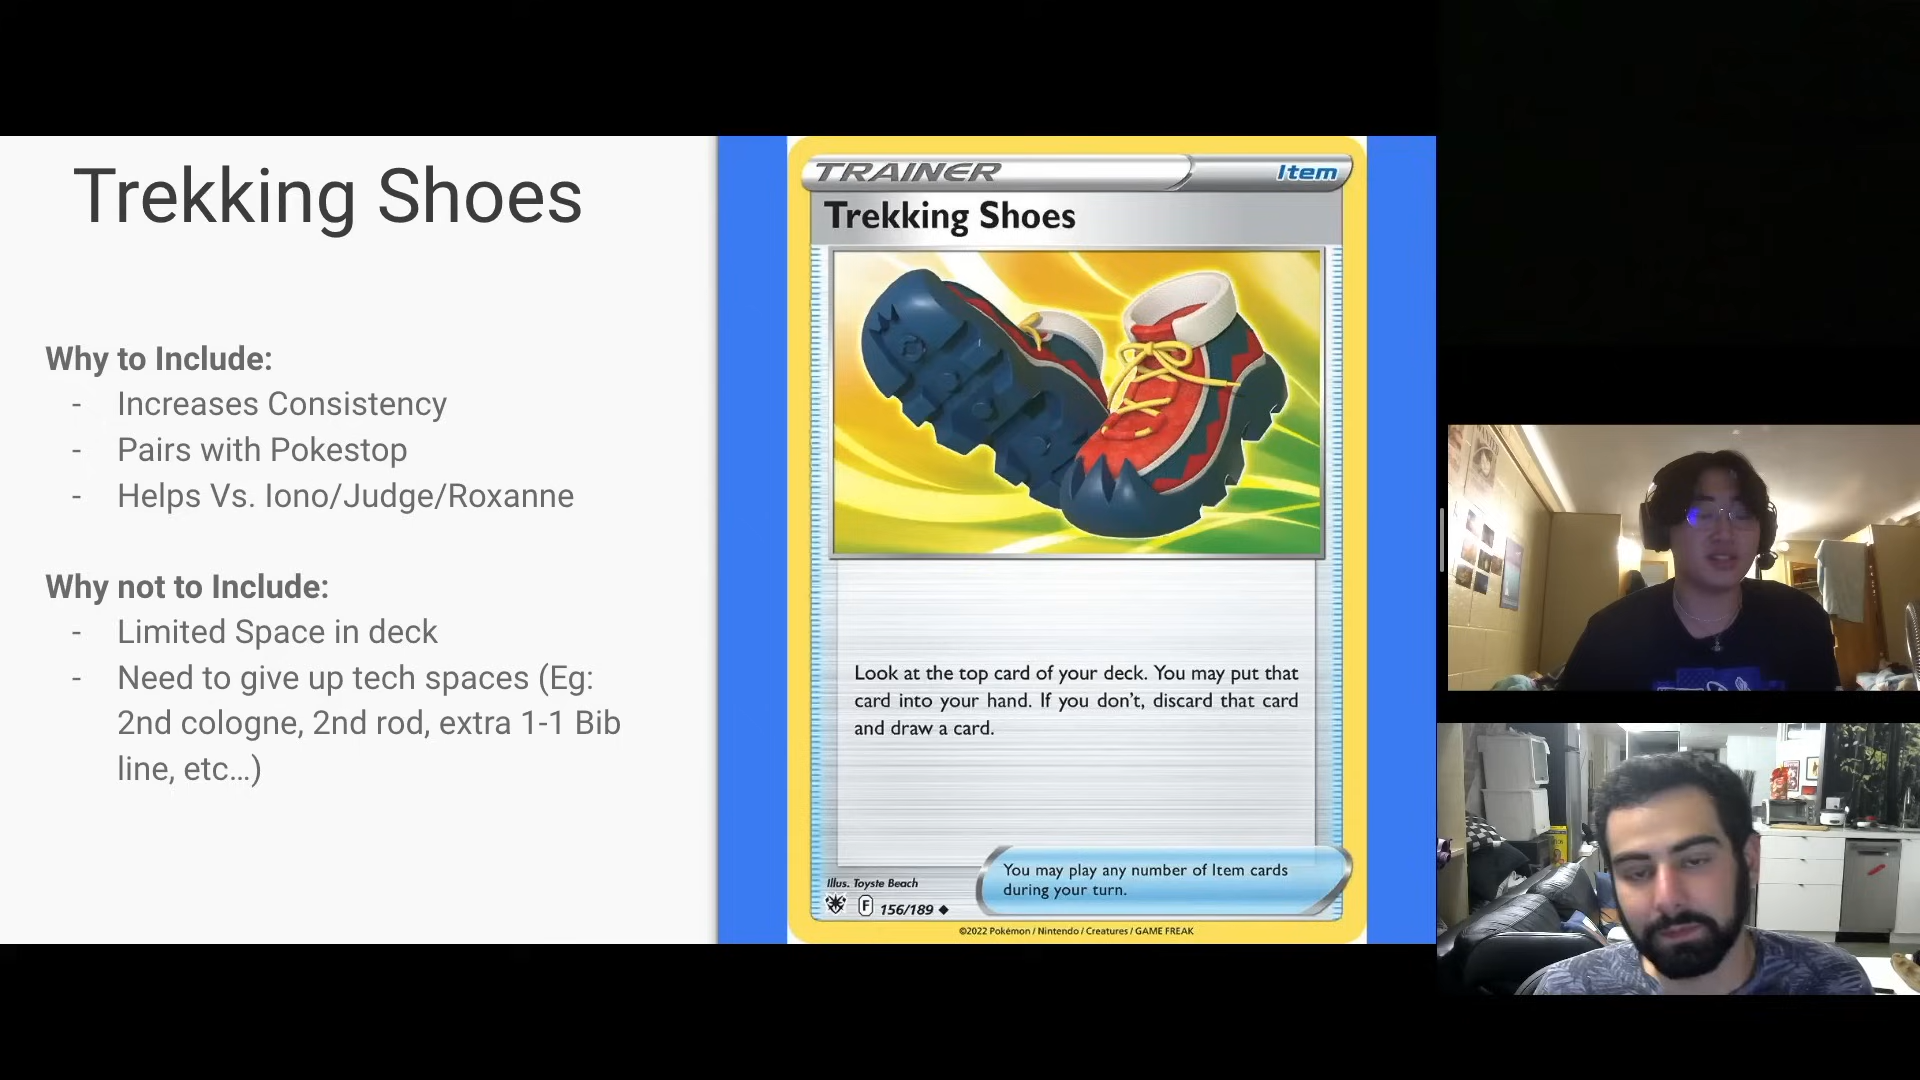 Trekking Shoes
Why to Include:
- Increases Consistency
- Pairs with Pokestop
- Helps Vs. Iono/Judge/Roxanne
Why not to Include:
- Limited Space in deck
- Need to give up tech spaces (Eg:
2nd cologne, 2nd rod, extra 1-1 Bib
line, etc...)
TRAINER Item
Trekking Shoes
Look at the top card of your deck. You may put that
card into your hand. If you don't, discard that card
and draw a card.
You may play any number of Item cards
during your turn.
Illus. Toyste Beach
F 156/189
©2022 Pokémon / Nintendo / Creatures / GAME FREAK